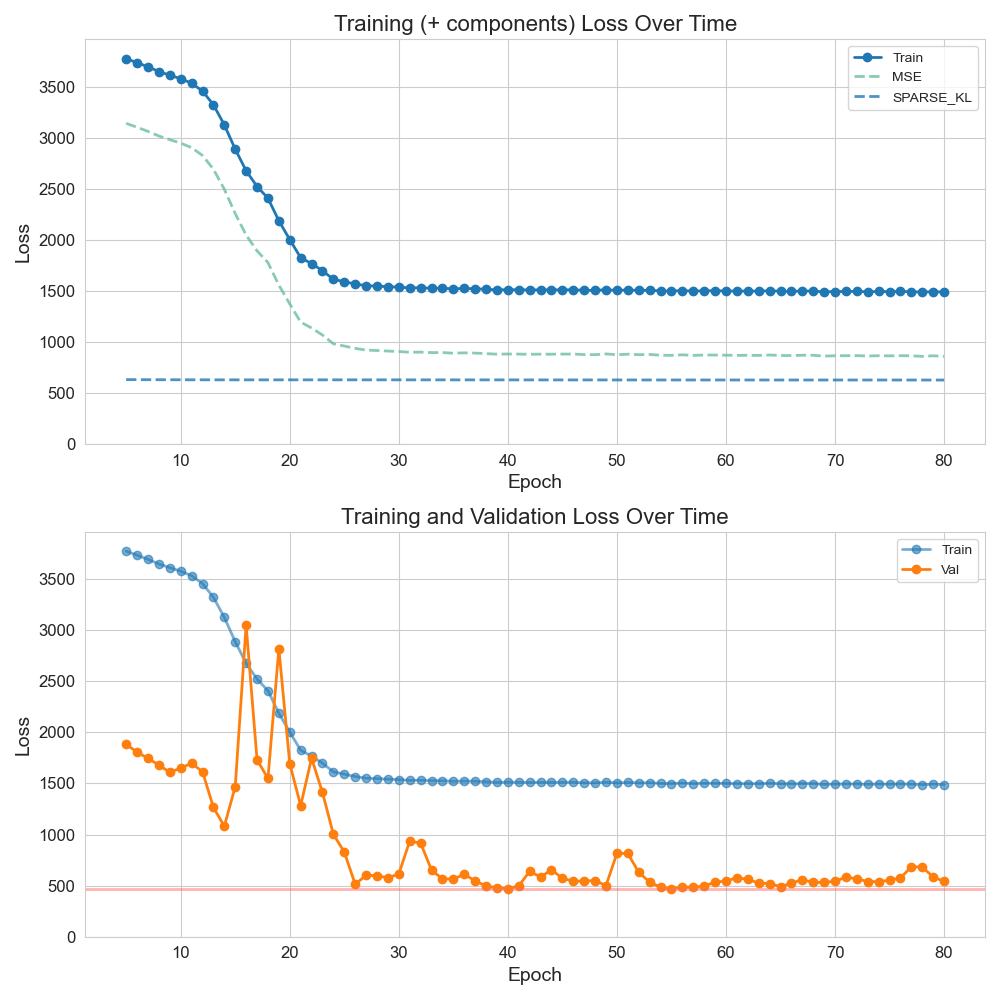 Training (+ components) Loss Over Time
Train
MSE
SPARSE_KL
3500
3000
2500
2000
1500
1000
500
0
Loss
10 20 30 40 50 60 70 80
Epoch
Training and Validation Loss Over Time
Train
Val
3500
3000
2500
2000
1500
1000
500
0
Loss
10 20 30 40 50 60 70 80
Epoch